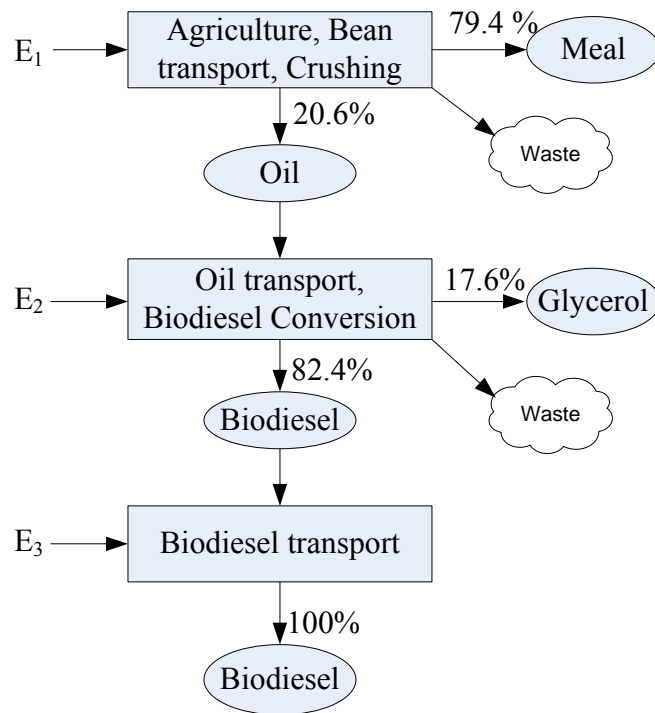 E₁
Agriculture, Bean
transport, Crushing
79.4 %
Meal
20.6%
Waste
Oil
E₂
Oil transport,
Biodiesel Conversion
17.6%
Glycerol
82.4%
Waste
Biodiesel
E₃
Biodiesel transport
100%
Biodiesel